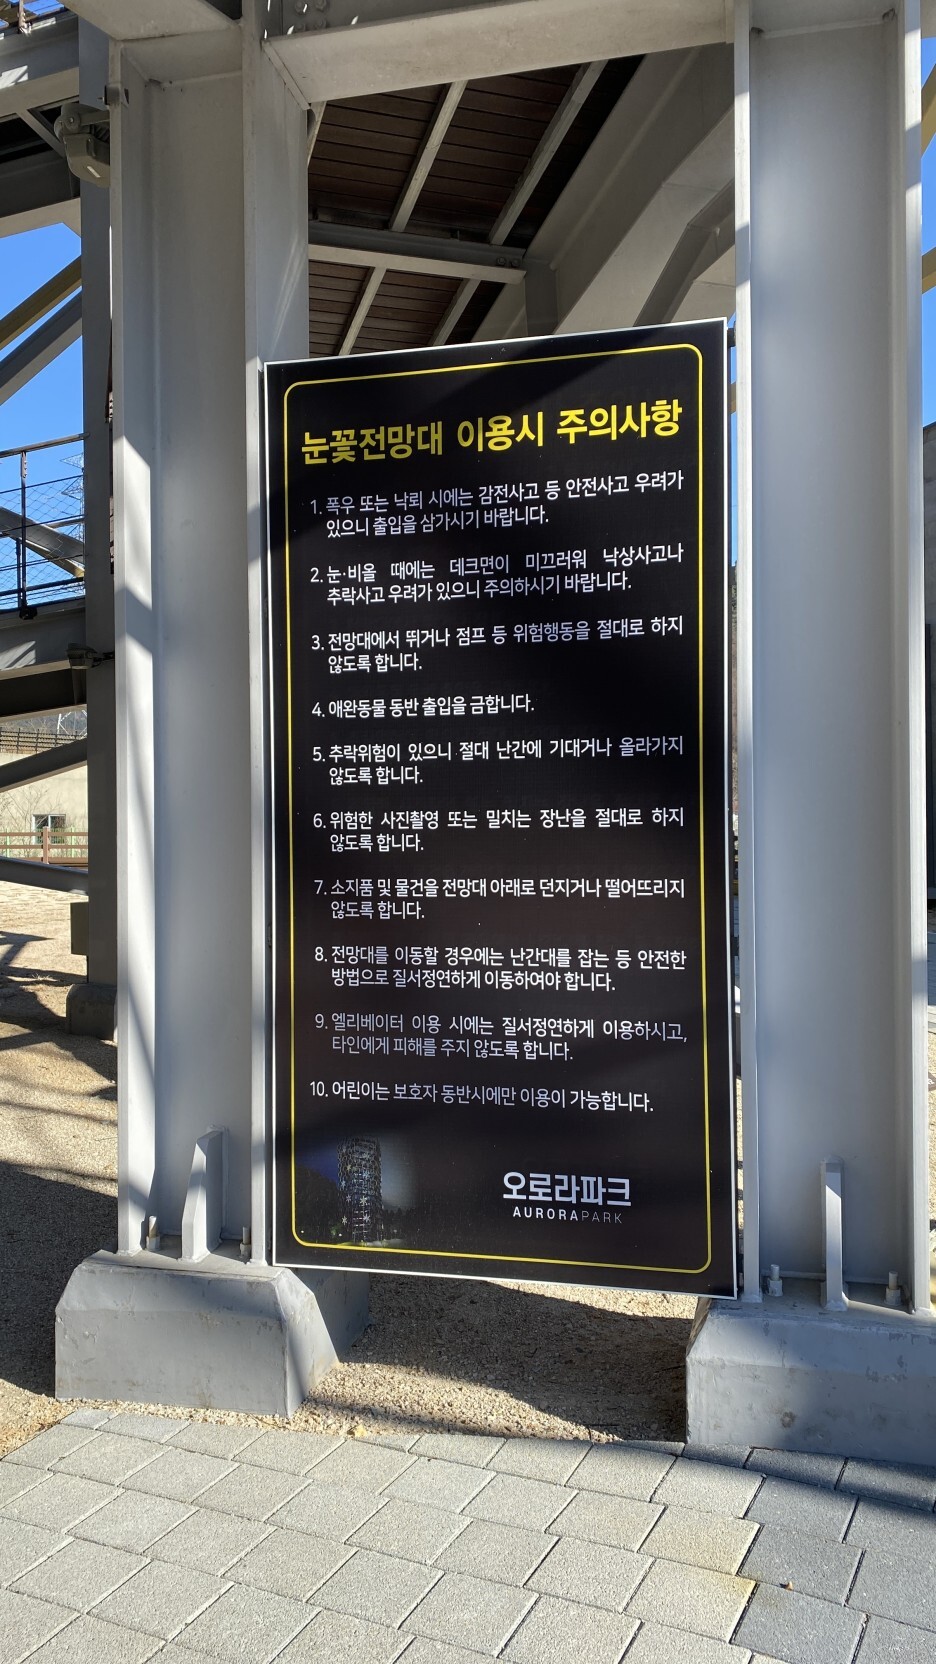 눈꽃전망대 이용시 주의사항
1. 폭우 또는 낙뢰 시에는 감전사고 등 안전사고 우려가
있으니 출입을 삼가시기 바랍니다.
2. 눈·비올 때에는 데크면이 미끄러워 낙상사고나
추락사고 우려가 있으니 주의하시기 바랍니다.
3. 전망대에서 뛰거나 점프 등 위험행동을 절대로 하지
않도록 합니다.
4. 애완동물 동반 출입을 금합니다.
5. 추락위험이 있으니 절대 난간에 기대거나 올라가지
않도록 합니다.
6. 위험한 사진촬영 또는 밀치는 장난을 절대로 하지
않도록 합니다.
7. 소지품 및 물건을 전망대 아래로 던지거나 떨어뜨리지
않도록 합니다.
8. 전망대를 이동할 경우에는 난간대를 잡는 등 안전한
방법으로 질서정연하게 이동하여야 합니다.
9. 엘리베이터 이용 시에는 질서정연하게 이용하시고,
타인에게 피해를 주지 않도록 합니다.
10. 어린이는 보호자 동반시에만 이용이 가능합니다.
오로라파크
AURORAPARK